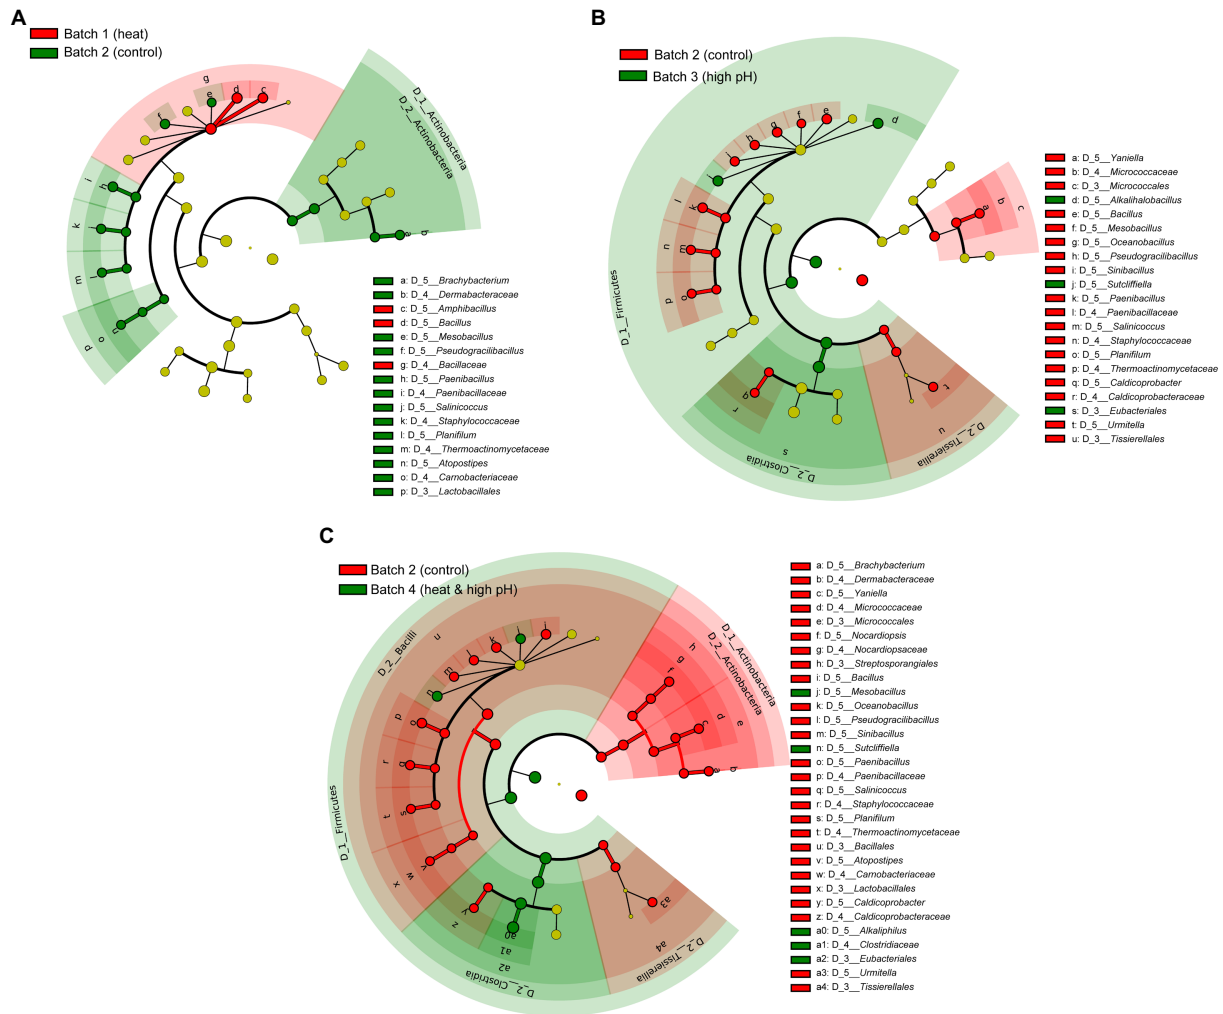 A
Batch 1 (heat)
Batch 2 (control)
g
f
e
d
c
D_1__Actinobacteria
D_2__Actinobacteria
i
h
k
j
m
l
p
o
n
a
b
a: D_5__Brachybacterium
b: D_4__Dermabacteraceae
c: D_5__Amphibacillus
d: D_5__Bacillus
e: D_5__Mesobacillus
f: D_5__Pseudogracilibacillus
g: D_4__Bacillaceae
h: D_5__Paenibacillus
i: D_4__Paenibacillaceae
j: D_5__Salinicoccus
k: D_4__Staphylococcaceae
l: D_5__Planifilum
m: D_4__Thermoactinomycetaceae
n: D_5__Atopostipes
o: D_4__Carnobacteriaceae
p: D_3__Lactobacillales
B
Batch 2 (control)
Batch 3 (high pH)
j
i
h
g
f
e
d
l
k
n
m
p
o
D_1__Firmicutes
a
b
c
r
q
s
D_2__Clostridia
t
u
D_2__Tissierellia
a: D_5__Yaniella
b: D_4__Micrococcaceae
c: D_3__Micrococcales
d: D_5__Alkalihalobacillus
e: D_5__Bacillus
f: D_5__Mesobacillus
g: D_5__Oceanobacillus
h: D_5__Pseudogracilibacillus
i: D_5__Sinibacillus
j: D_5__Sutcliffiella
k: D_5__Paenibacillus
l: D_4__Paenibacillaceae
m: D_5__Salinicoccus
n: D_4__Staphylococcaceae
o: D_5__Planifilum
p: D_4__Thermoactinomycetaceae
q: D_5__Caldicoprobacter
r: D_4__Caldicoprobacteraceae
s: D_3__Eubacteriales
t: D_5__Urmitella
u: D_3__Tissierellales
C
Batch 2 (control)
Batch 4 (heat & high pH)
D_2__Bacilli
u
n
m
l
k
j
i
p
o
r
q
t
s
x
w
v
D_1__Firmicutes
D_1__Actinobacteria
D_2__Actinobacteria
h
g
f
e
d
c
b
a
z
y
a0
a1
a2
D_2__Clostridia
a3
a4
D_2__Tissierellia
a: D_5__Brachybacterium
b: D_4__Dermabacteraceae
c: D_5__Yaniella
d: D_4__Micrococcaceae
e: D_3__Micrococcales
f: D_5__Nocardiopsis
g: D_4__Nocardiopsaceae
h: D_3__Streptosporangiales
i: D_5__Bacillus
j: D_5__Mesobacillus
k: D_5__Oceanobacillus
l: D_5__Pseudogracilibacillus
m: D_5__Sinibacillus
n: D_5__Sutcliffiella
o: D_5__Paenibacillus
p: D_4__Paenibacillaceae
q: D_5__Salinicoccus
r: D_4__Staphylococcaceae
s: D_5__Planifilum
t: D_4__Thermoactinomycetaceae
u: D_3__Bacillales
v: D_5__Atopostipes
w: D_4__Carnobacteriaceae
x: D_3__Lactobacillales
y: D_5__Caldicoprobacter
z: D_4__Caldicoprobacteraceae
a0: D_5__Alkaliphilus
a1: D_4__Clostridiaceae
a2: D_3__Eubacteriales
a3: D_5__Urmitella
a4: D_3__Tissierellales